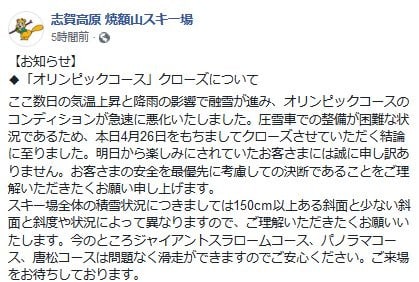 志賀高原 焼額山スキー場
5時間前・
【お知らせ】
◆「オリンピックコース」クローズについて
ここ数日の気温上昇と降雨の影響で融雪が進み、オリンピックコースの
コンディションが急速に悪化いたしました。圧雪車での整備が困難な状
況であるため、本日4月26日をもちましてクローズさせていただく結論
に至りました。明日から楽しみにされていたお客さまには誠に申し訳あ
りません。お客さまの安全を最優先に考慮しての決断であることをご理
解いただきたくお願い申し上げます。
スキー場全体の積雪状況につきましては150cm以上ある斜面と少ない斜
面と斜度や状況によって異なりますので、ご理解いただきたくお願いい
たします。今のところジャイアントスラロームコース、パノラマコー
ス、唐松コースは問題なく滑走ができますのでご安心ください。ご来場
をお待ちしております。